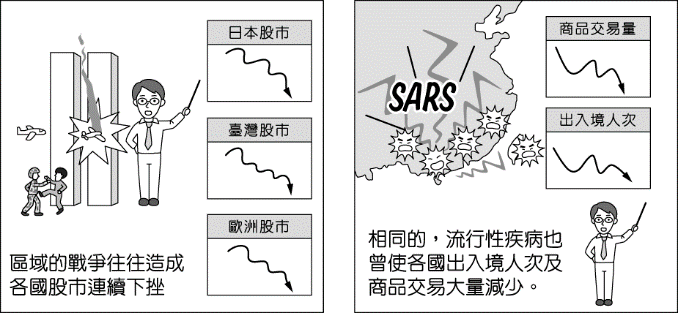 日本股市
臺灣股市
歐洲股市
區域的戰爭往往造成
各國股市連續下挫
SARS
商品交易量
出入境人次
相同的，流行性疾病也
曾使各國出入境人次及
商品交易大量減少。